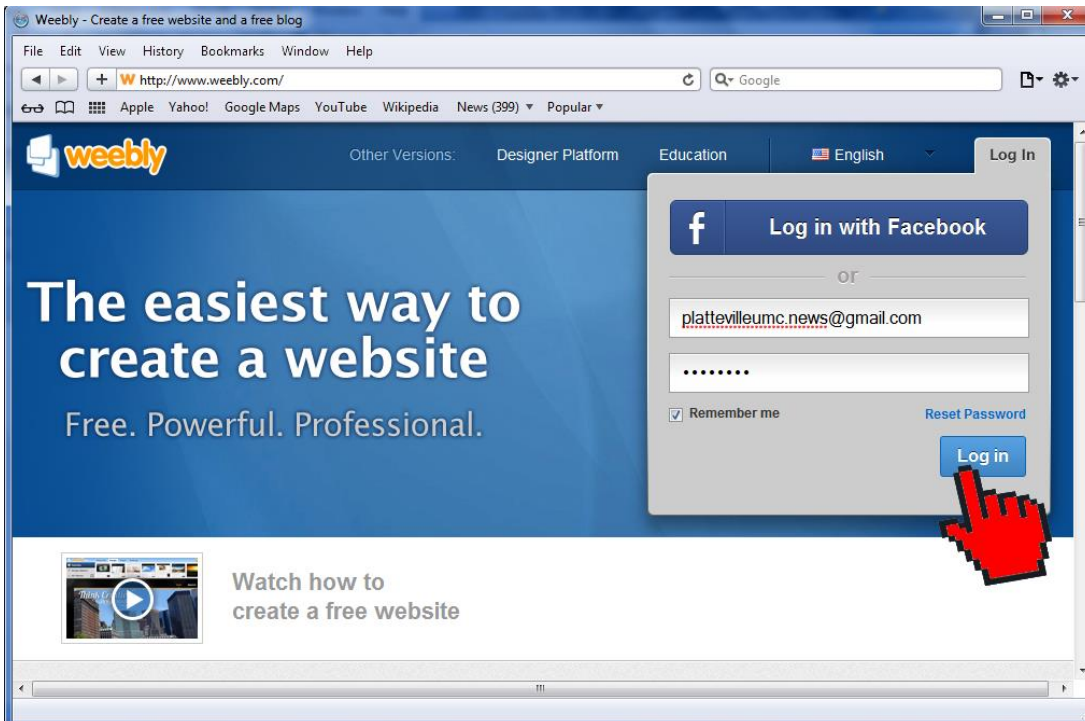 Weebly - Create a free website and a free blog
File Edit View History Bookmarks Window Help
W http://www.weebly.com/ Google
Apple Yahoo! Google Maps YouTube Wikipedia News (399) Popular
weebly Other Versions: Designer Platform Education English Log In
f Log in with Facebook
or
plattevilleumc.news@gmail.com
••••••••
Remember me Reset Password
Log in
The easiest way to
create a website
Free. Powerful. Professional.
Watch how to
create a free website